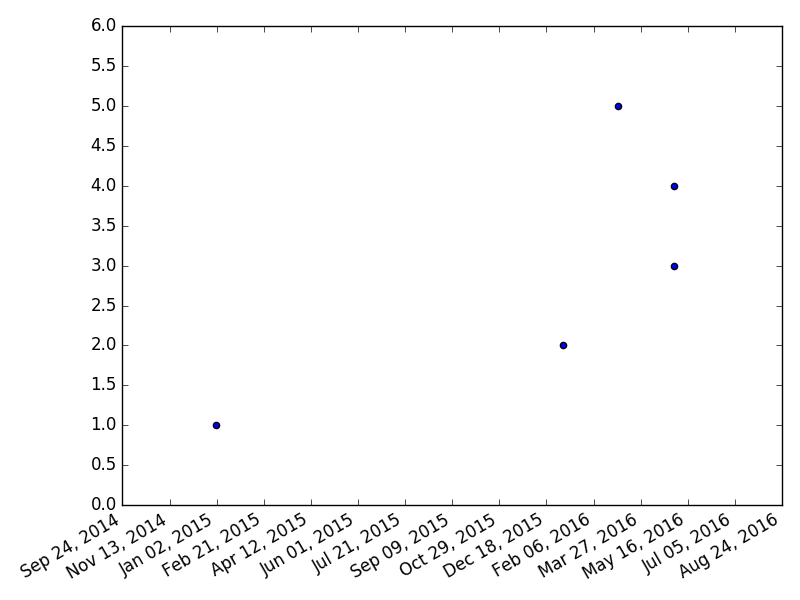 6.0
5.5
5.0
4.5
4.0
3.5
3.0
2.5
2.0
1.5
1.0
0.5
0.0
Sep 24, 2014
Nov 13, 2014
Jan 02, 2015
Feb 21, 2015
Apr 12, 2015
Jun 01, 2015
Jul 21, 2015
Sep 09, 2015
Oct 29, 2015
Dec 18, 2015
Feb 06, 2016
Mar 27, 2016
May 16, 2016
Jul 05, 2016
Aug 24, 2016